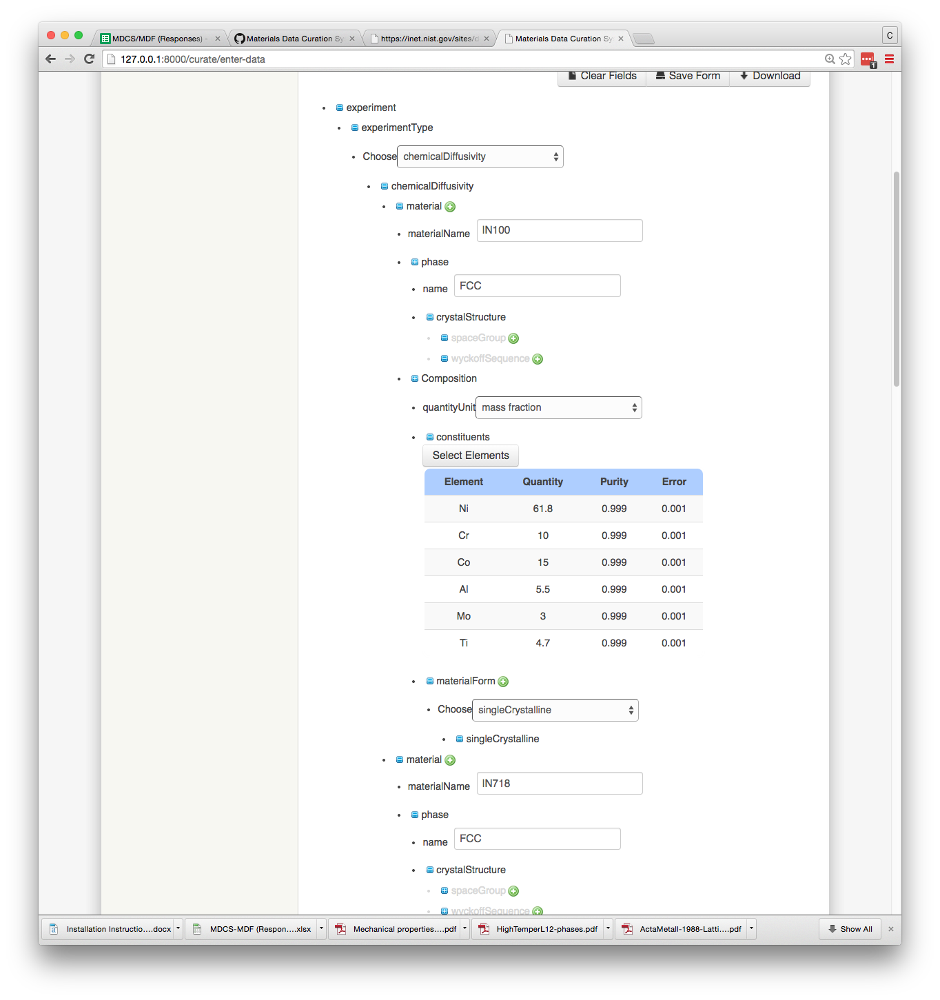 MDCS/MDF (Responses) -
Materials Data Curation Sy
https://inet.nist.gov/sites/d
Materials Data Curation Sy
C
127.0.0.1:8000/curate/enter-data
1
Clear Fields
Save Form
Download
experiment
experimentType
Choose chemicalDiffusivity
chemicalDiffusivity
material
materialName IN100
phase
name FCC
crystalStructure
spaceGroup
wyckoffSequence
Composition
quantityUnit mass fraction
constituents
Select Elements
Element Quantity Purity Error
Ni 61.8 0.999 0.001
Cr 10 0.999 0.001
Co 15 0.999 0.001
Al 5.5 0.999 0.001
Mo 3 0.999 0.001
Ti 4.7 0.999 0.001
materialForm
Choose singleCrystalline
singleCrystalline
material
materialName IN718
phase
name FCC
crystalStructure
spaceGroup
wyckoffSequence
Installation Instructio....docx
MDCS-MDF (Respon....xlsx
Mechanical properties....pdf
HighTemperL12-phases.pdf
ActaMetall-1988-Latti....pdf
Show All